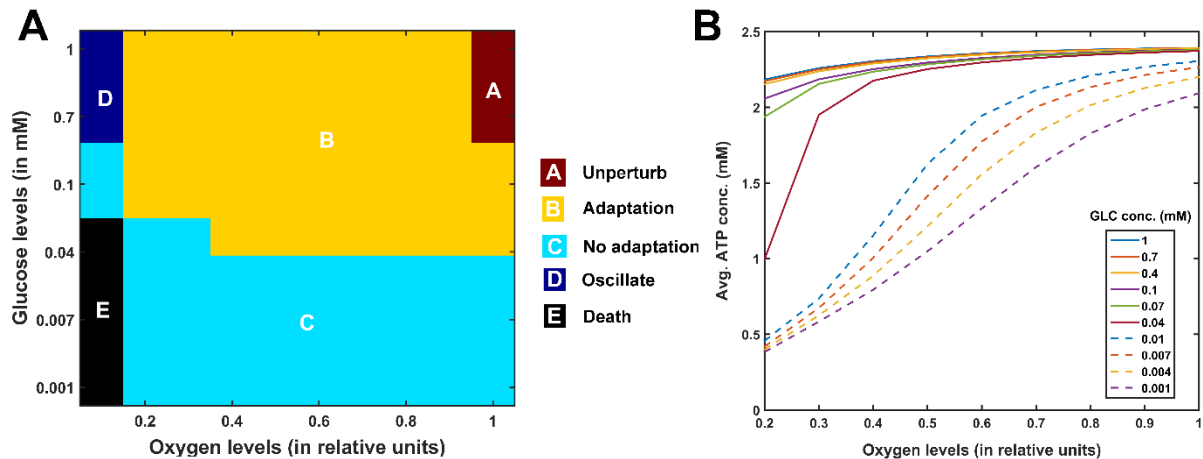 A
Glucose levels (in mM)
1
0.7
0.1
0.04
0.007
0.001
D
A
B
E
C
0.2 0.4 0.6 0.8 1
Oxygen levels (in relative units)
A Unperturb
B Adaptation
C No adaptation
D Oscillate
E Death
B
Avg. ATP conc. (mM)
2.5
2
1.5
1
0.5
0
0.2 0.3 0.4 0.5 0.6 0.7 0.8 0.9 1
Oxygen levels (in relative units)
GLC conc. (mM)
1
0.7
0.4
0.1
0.07
0.04
0.01
0.007
0.004
0.001